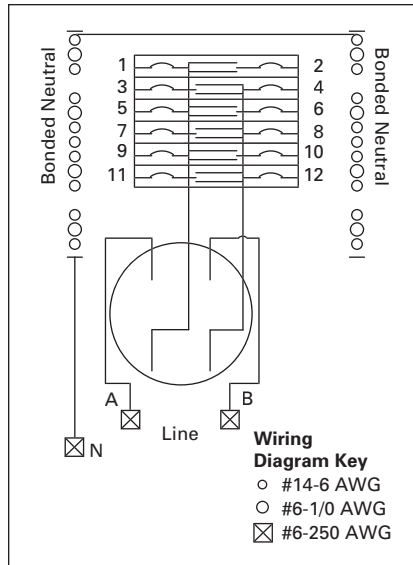 Bonded Neutral
Bonded Neutral
1 2
3 4
5 6
7 8
9 10
11 12
A B
N
Line
Wiring
Diagram Key
#14-6 AWG
#6-1/0 AWG
#6-250 AWG